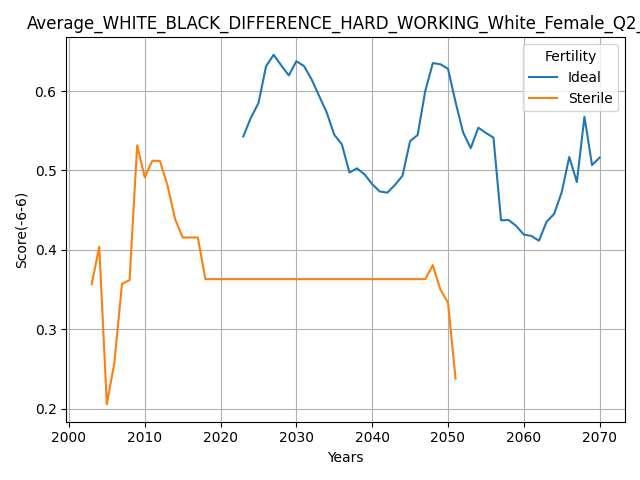 Average_WHITE_BLACK_DIFFERENCE_HARD_WORKING_White_Female_Q2_
Fertility
Ideal
Sterile
Score(-6-6)
0.6
0.5
0.4
0.3
0.2
2000 2010 2020 2030 2040 2050 2060 2070
Years